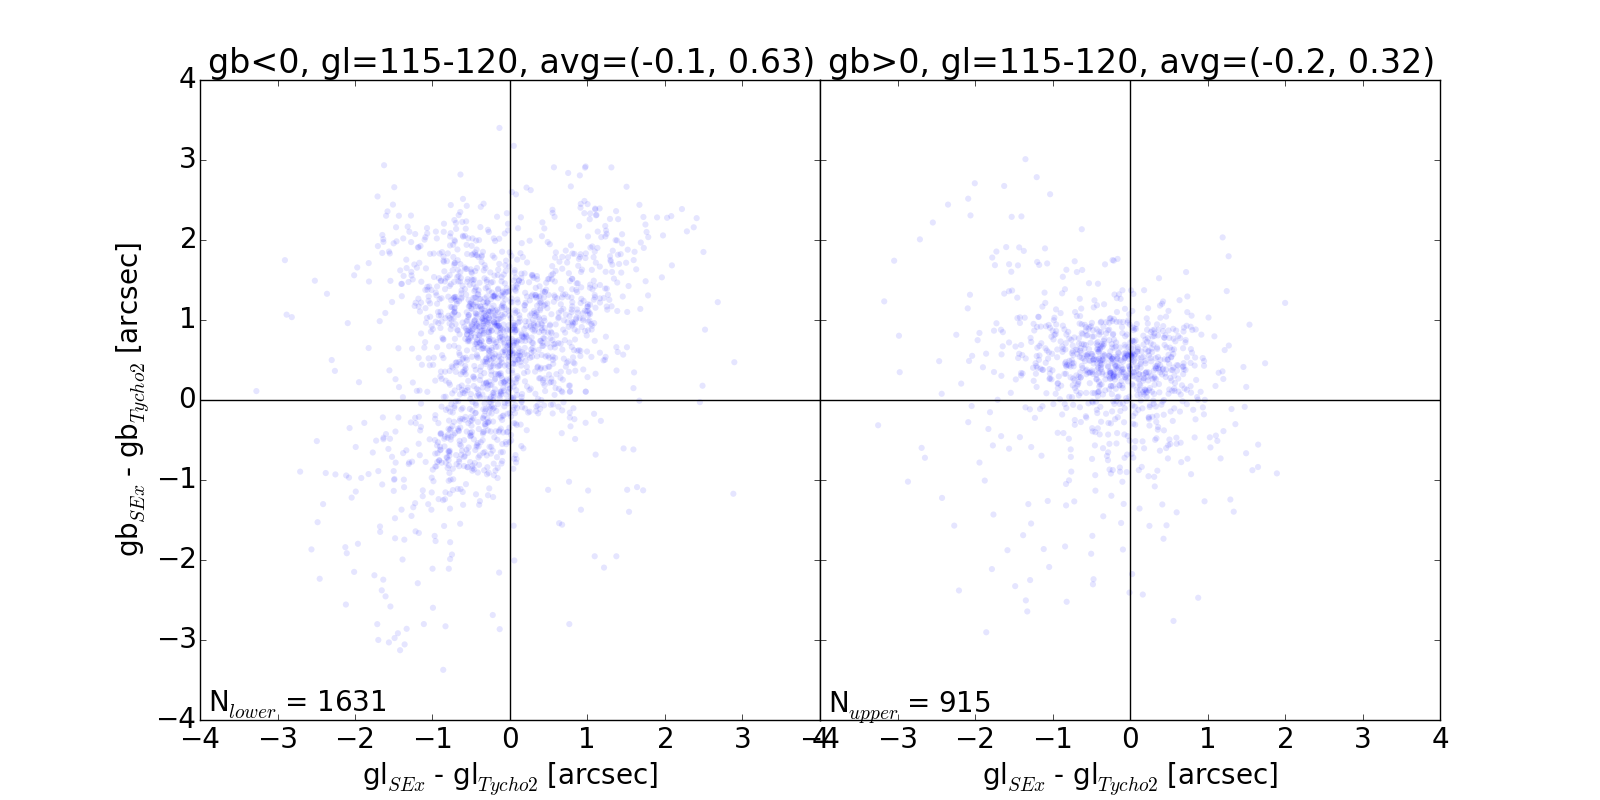 gb<0, gl=115-120, avg=(-0.1, 0.63) gb>0, gl=115-120, avg=(-0.2, 0.32)
4
3
2
1
0
−1
−2
−3
−4
gb_SEx - gb_Tycho2 [arcsec]
N_lower = 1631
N_upper = 915
−4 −3 −2 −1 0 1 2 3 4
−4 −3 −2 −1 0 1 2 3 4
gl_SEx - gl_Tycho2 [arcsec]
gl_SEx - gl_Tycho2 [arcsec]